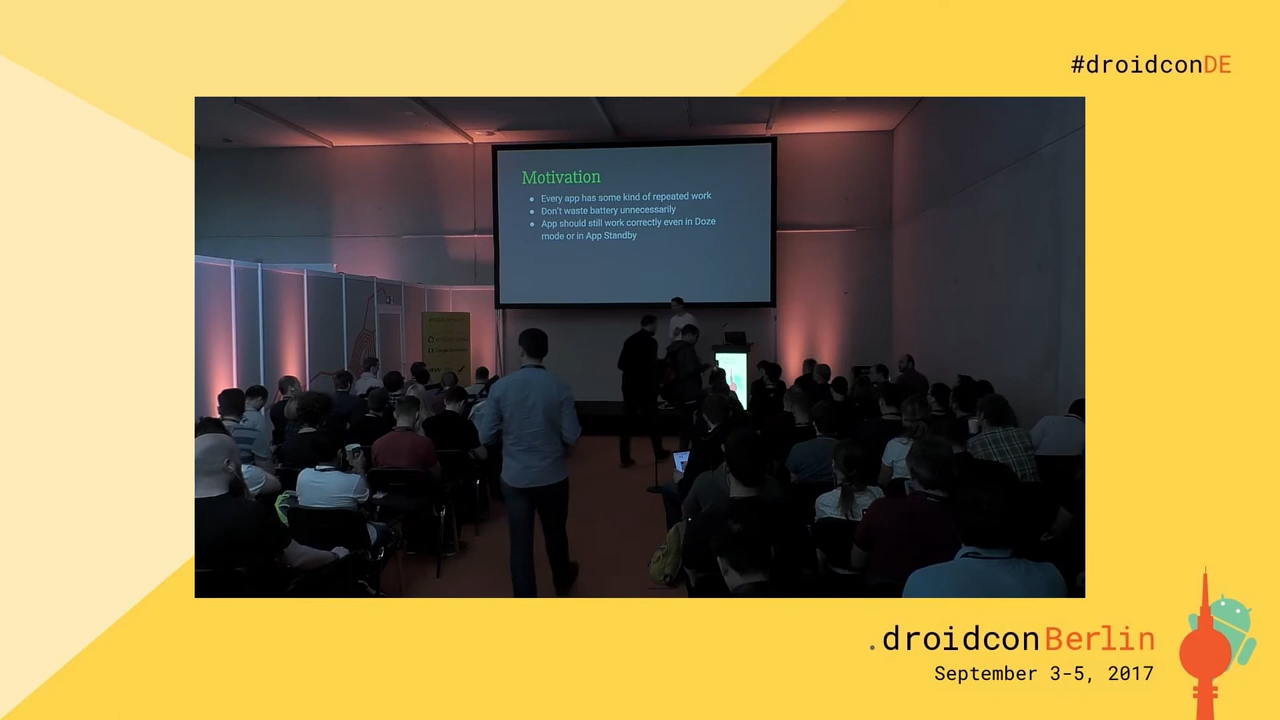 #droidconDE
Motivation
● Every app has some kind of repeated work
● Don't waste battery unnecessarily
● App should still work correctly even in Doze
mode or in App Standby
.droidconBerlin
September 3-5, 2017